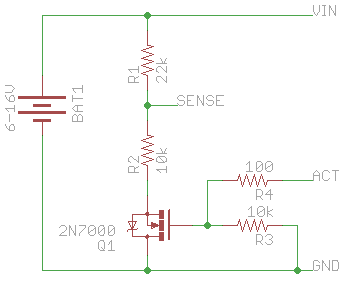 VIN
R1
22k
6-16V
BAT1
SENSE
R2
10k
100
ACT
R4
10k
2N7000
Q1
R3
GND